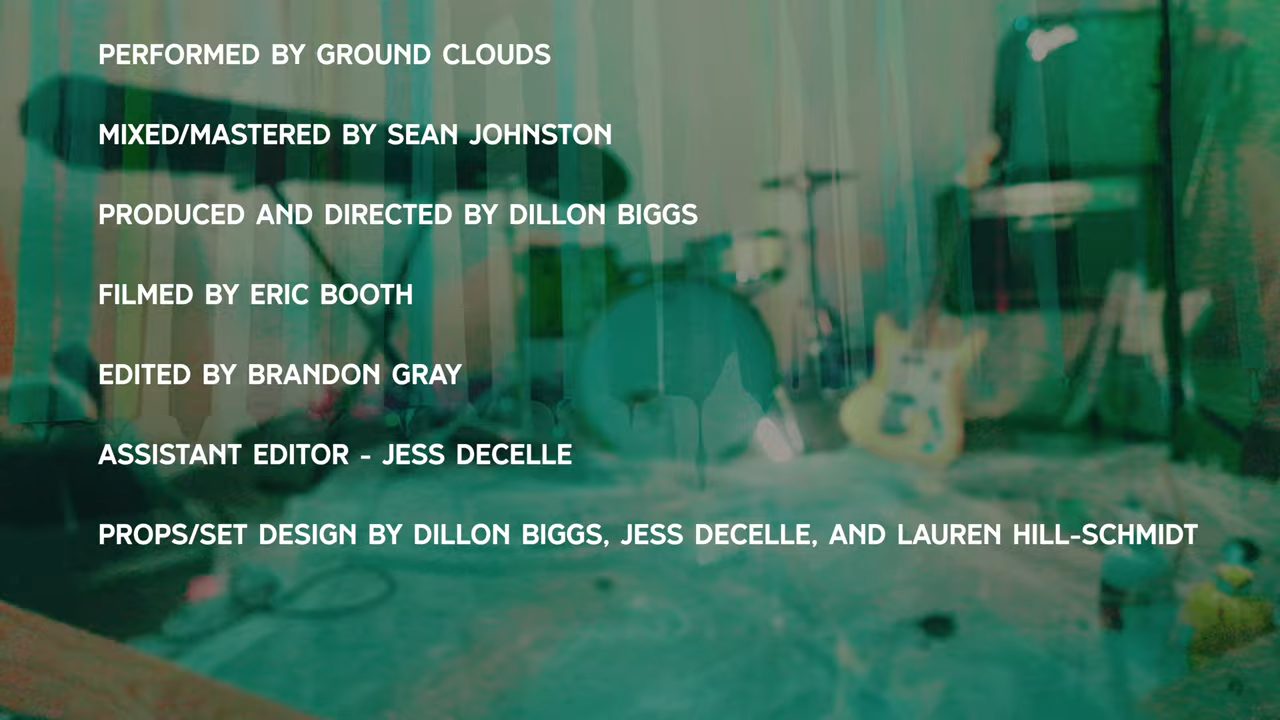 PERFORMED BY GROUND CLOUDS
MIXED/MASTERED BY SEAN JOHNSTON
PRODUCED AND DIRECTED BY DILLON BIGGS
FILMED BY ERIC BOOTH
EDITED BY BRANDON GRAY
ASSISTANT EDITOR - JESS DECELLE
PROPS/SET DESIGN BY DILLON BIGGS, JESS DECELLE, AND LAUREN HILL-SCHMIDT